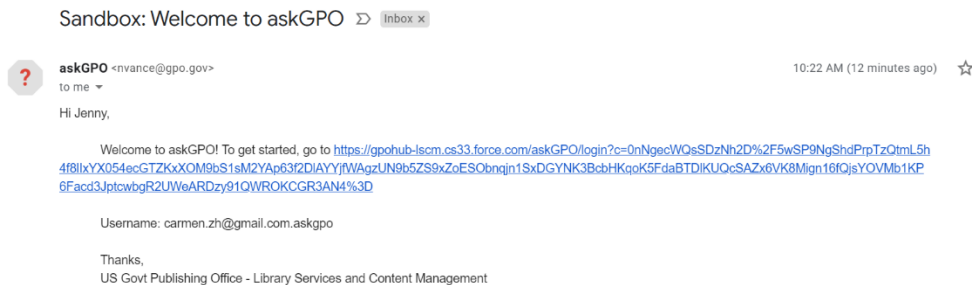 Sandbox: Welcome to askGPO Inbox x
askGPO <nvance@gpo.gov> 10:22 AM (12 minutes ago)
to me
Hi Jenny,
Welcome to askGPO! To get started, go to https://gpohub-lscm.cs33.force.com/askGPO/login?c=0nNgecWQsSDzNh2D%2F5wSP9NgShdPrpTzQtmL5h
4f8lIxYX054ecGTZKxXOM9bS1sM2YAp63f2DlAYYjfWAgzUN9b5ZS9xZoESObnqjn1SxDGYNK3BcbHKqoK5FdaBTDlKUQcSAZx6VK8Mign16fQjsYOVMb1KP
6Facd3JptcwbgR2UWeARDzy91QWROKCGR3AN4%3D
Username: carmen.zh@gmail.com.askgpo
Thanks,
US Govt Publishing Office - Library Services and Content Management